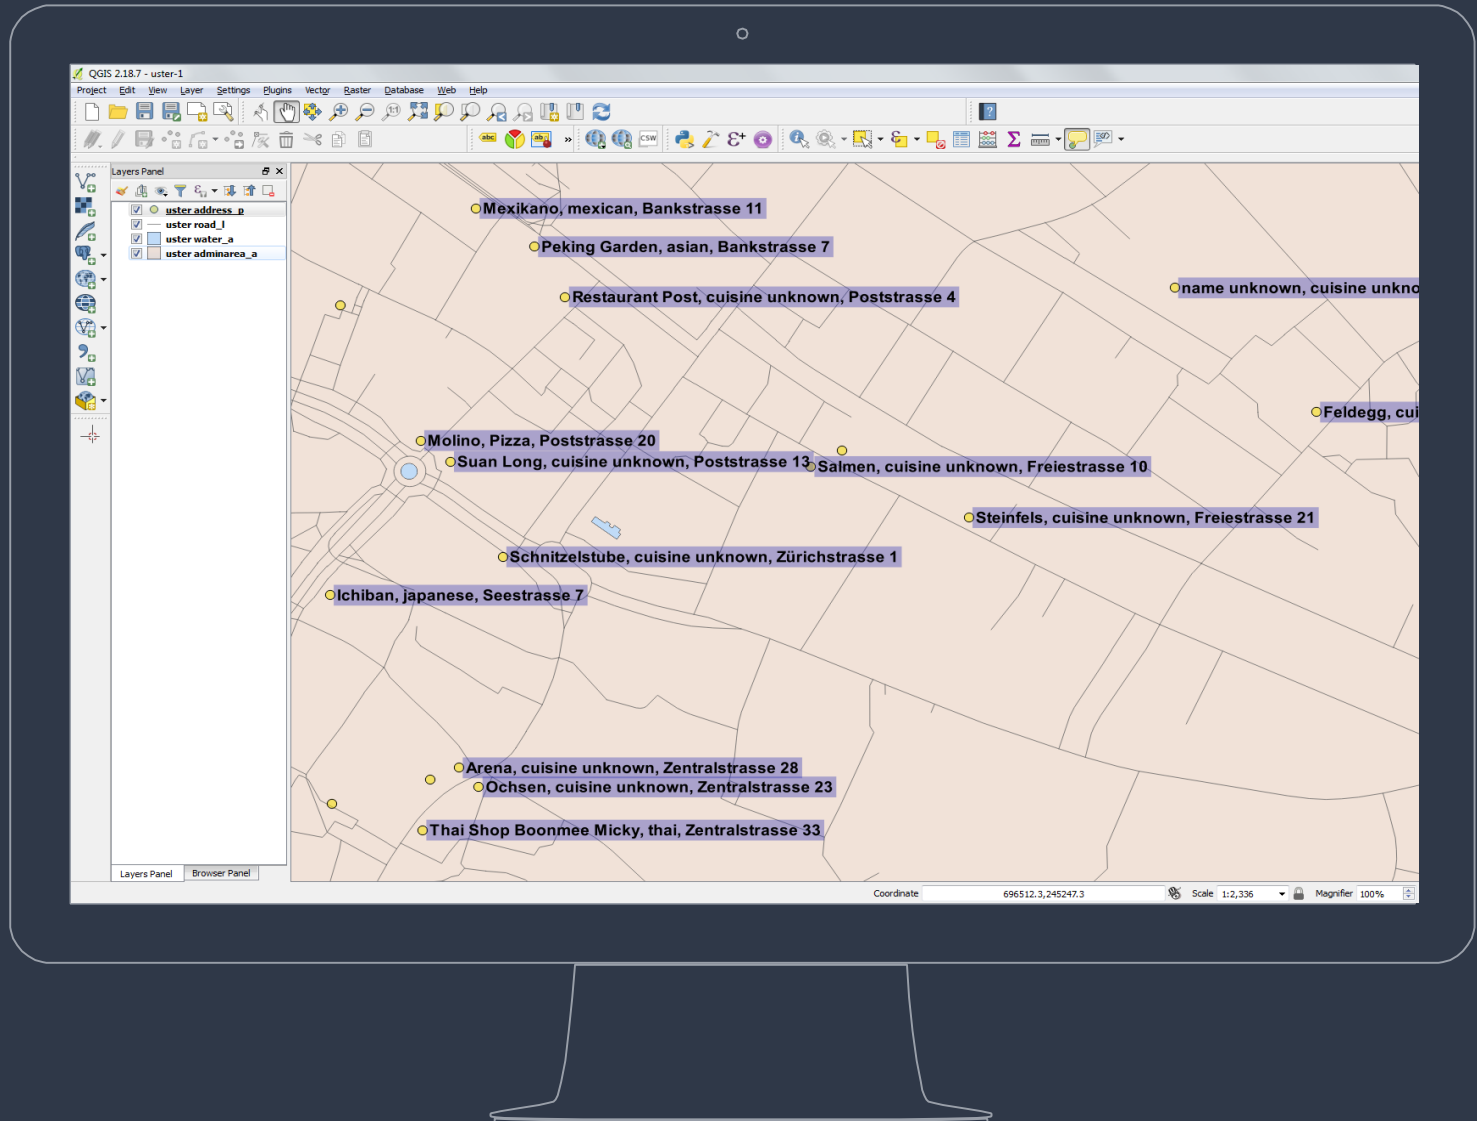 QGIS 2.18.7 - uster-1
Project Edit View Layer Settings Plugins Vector Raster Database Web Help
1:1
?
abc ab CSW ε+ ε Σ
Layers Panel
uster address_p
uster road_l
uster water_a
uster adminarea_a
Mexikano, mexican, Bankstrasse 11
Peking Garden, asian, Bankstrasse 7
name unknown, cuisine unkno
Restaurant Post, cuisine unknown, Poststrasse 4
Feldegg, cui
Molino, Pizza, Poststrasse 20
Suan Long, cuisine unknown, Poststrasse 13
Salmen, cuisine unknown, Freiestrasse 10
Steinfels, cuisine unknown, Freiestrasse 21
Schnitzelstube, cuisine unknown, Zürichstrasse 1
Ichiban, japanese, Seestrasse 7
Arena, cuisine unknown, Zentralstrasse 28
Ochsen, cuisine unknown, Zentralstrasse 23
Thai Shop Boonmee Micky, thai, Zentralstrasse 33
Layers Panel Browser Panel
Coordinate 696512.3,245247.3 Scale 1:2,336 Magnifier 100%